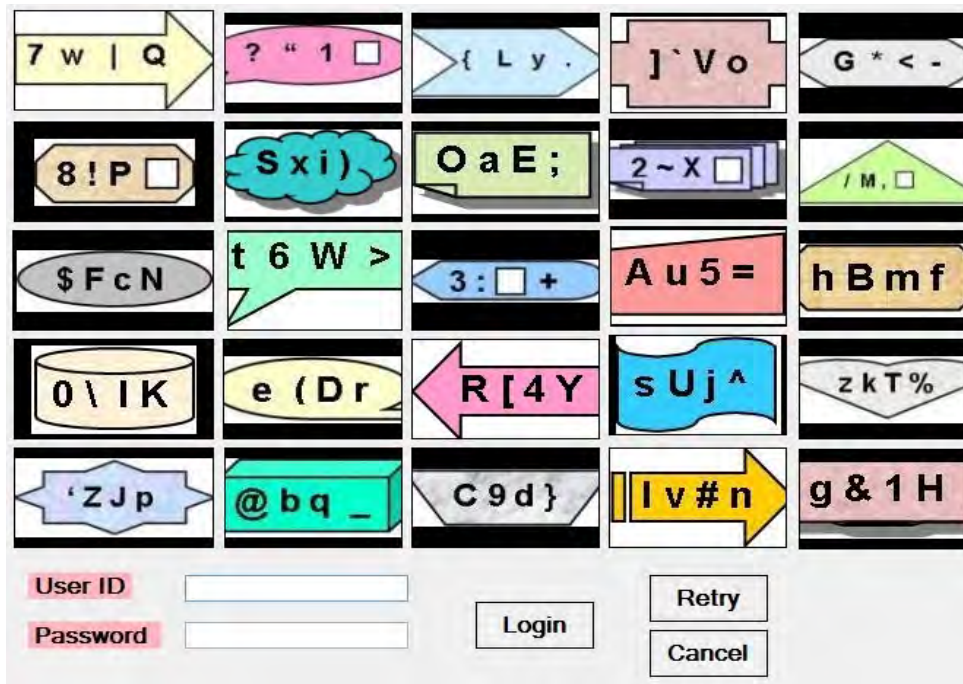 7 w | Q
? “ 1 □
{ L y .
] ` V o
G * < -
8 ! P □
S x i )
O a E ;
2 ~ X □
/ M , □
$ F c N
t 6 W >
3 : □ +
A u 5 =
h B m f
0 \ l K
e ( D r
R [ 4 Y
s U j ^
z k T %
‘ Z J p
@ b q _
C 9 d }
I v # n
g & 1 H
User ID
Password
Login
Retry
Cancel